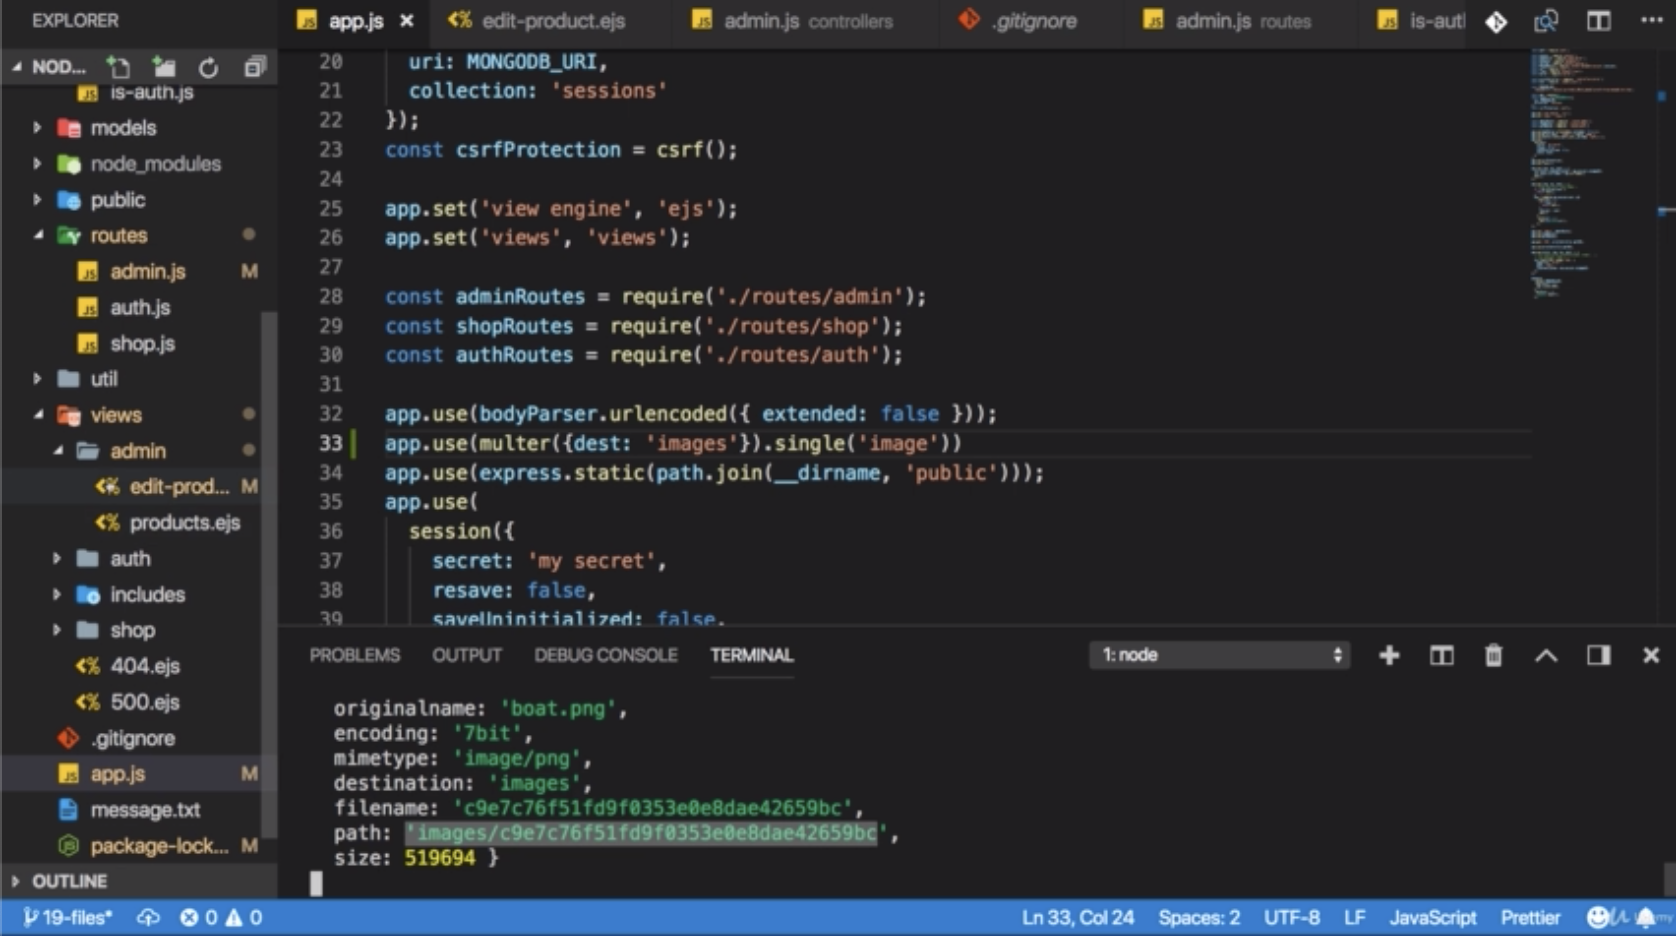 EXPLORER
app.js
edit-product.ejs
admin.js controllers
.gitignore
admin.js routes
is-aut
NOD...
is-auth.js
models
node_modules
public
routes
admin.js M
auth.js
shop.js
util
views
admin
edit-prod... M
products.ejs
auth
includes
shop
404.ejs
500.ejs
.gitignore
app.js M
message.txt
package-lock... M
OUTLINE
20 uri: MONGODB_URI,
21 collection: 'sessions'
22 });
23 const csrfProtection = csrf();
24
25 app.set('view engine', 'ejs');
26 app.set('views', 'views');
27
28 const adminRoutes = require('./routes/admin');
29 const shopRoutes = require('./routes/shop');
30 const authRoutes = require('./routes/auth');
31
32 app.use(bodyParser.urlencoded({ extended: false }));
33 app.use(multer({dest: 'images'}).single('image'))
34 app.use(express.static(path.join(__dirname, 'public')));
35 app.use(
36 session({
37 secret: 'my secret',
38 resave: false,
39 saveUninitialized: false,
PROBLEMS OUTPUT DEBUG CONSOLE TERMINAL 1: node
originalname: 'boat.png',
encoding: '7bit',
mimetype: 'image/png',
destination: 'images',
filename: 'c9e7c76f51fd9f0353e0e8dae42659bc',
path: 'images/c9e7c76f51fd9f0353e0e8dae42659bc',
size: 519694 }
19-files* 0 0 Ln 33, Col 24 Spaces: 2 UTF-8 LF JavaScript Prettier